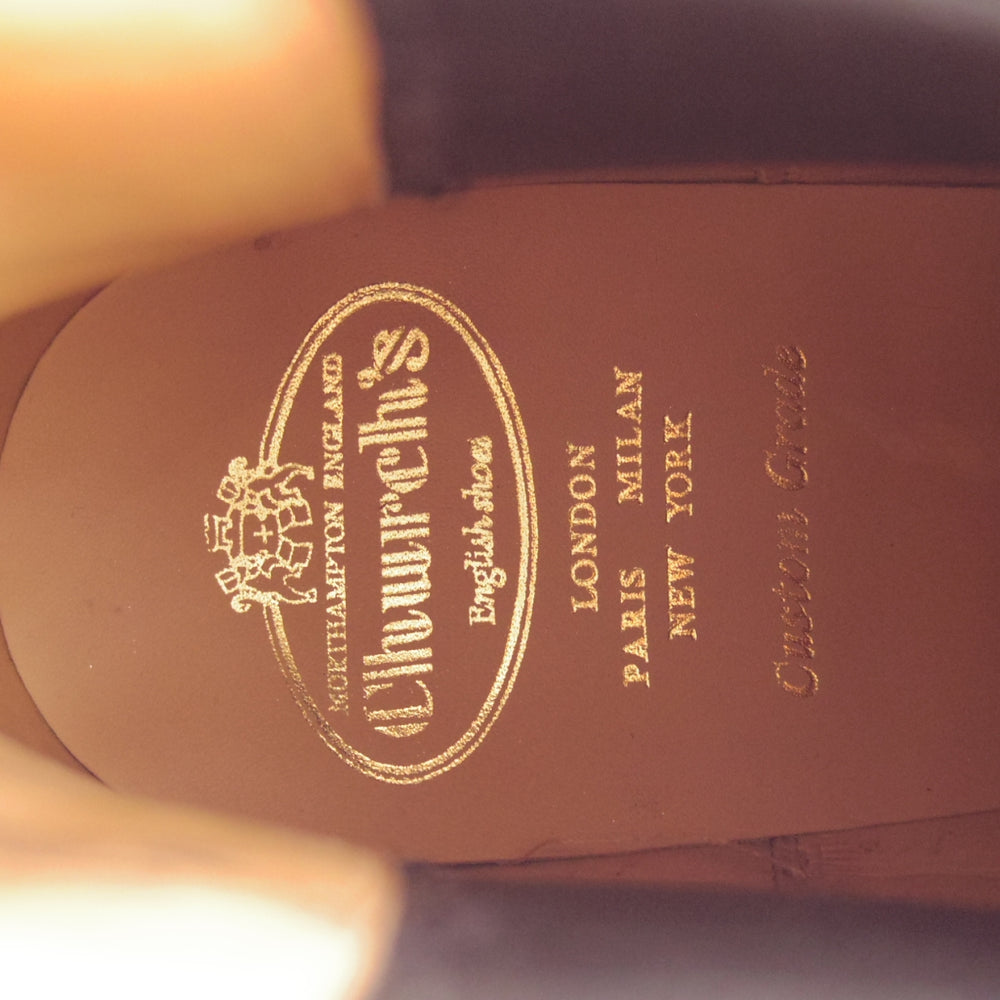 NORTHAMPTON ENGLAND
Church's
English shoes
LONDON
PARIS MILAN
NEW YORK
Custom Grade